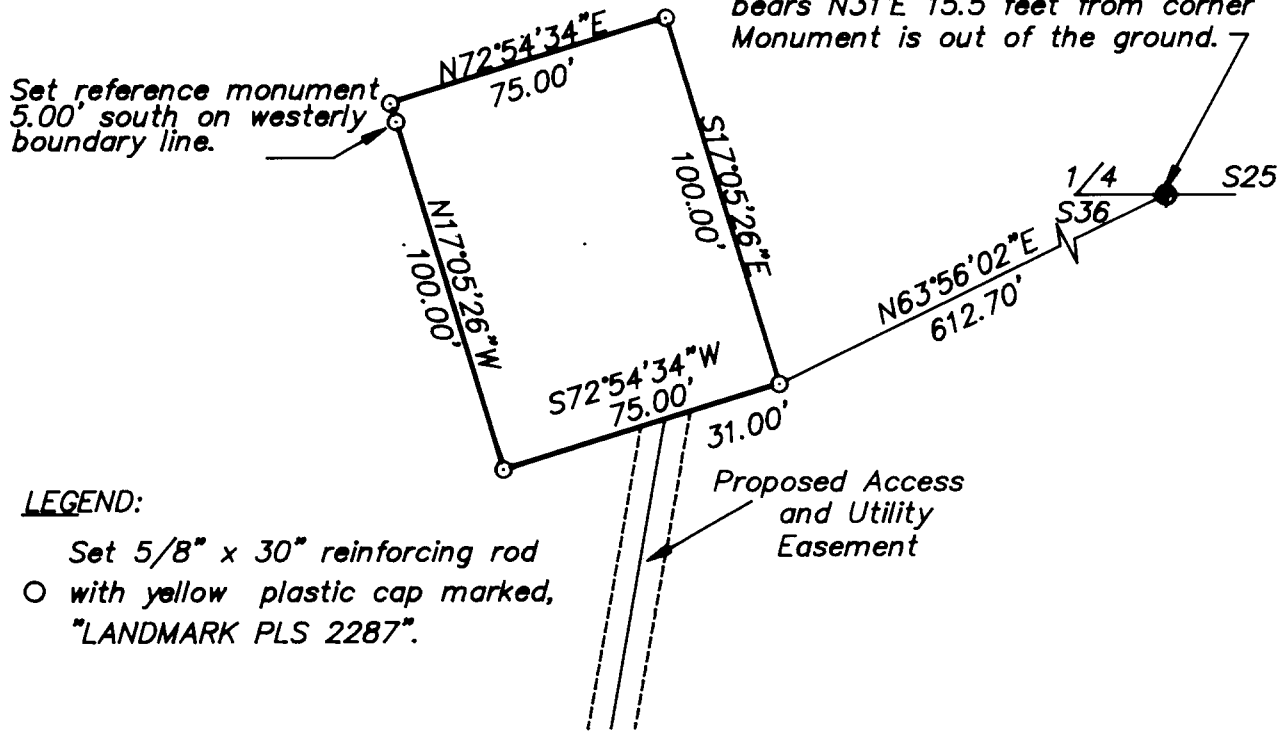 bears N31°E 15.5 feet from corner
Monument is out of the ground.
N72°54'34"E
75.00'
Set reference monument
5.00' south on westerly
boundary line.
S17°05'26"E
100.00'
1/4
S25
S36
N17°05'26"W
100.00'
N63°56'02"E
612.70'
S72°54'34"W
75.00'
31.00'
Proposed Access
and Utility
Easement
LEGEND:
Set 5/8" x 30" reinforcing rod
with yellow plastic cap marked,
"LANDMARK PLS 2287".